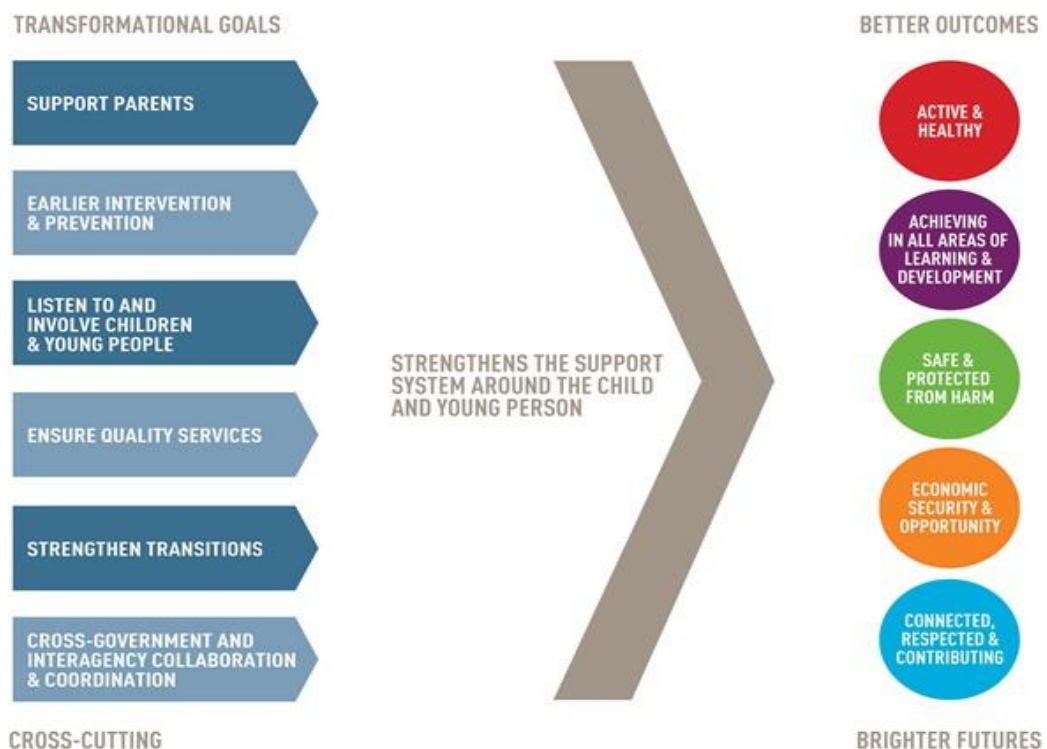 TRANSFORMATIONAL GOALS
SUPPORT PARENTS
EARLIER INTERVENTION
& PREVENTION
LISTEN TO AND
INVOLVE CHILDREN
& YOUNG PEOPLE
ENSURE QUALITY SERVICES
STRENGTHEN TRANSITIONS
CROSS-GOVERNMENT AND
INTERAGENCY COLLABORATION
& COORDINATION
CROSS-CUTTING
STRENGTHENS THE SUPPORT
SYSTEM AROUND THE CHILD
AND YOUNG PERSON
BETTER OUTCOMES
ACTIVE &
HEALTHY
ACHIEVING
IN ALL AREAS OF
LEARNING &
DEVELOPMENT
SAFE &
PROTECTED
FROM HARM
ECONOMIC
SECURITY &
OPPORTUNITY
CONNECTED,
RESPECTED &
CONTRIBUTING
BRIGHTER FUTURES